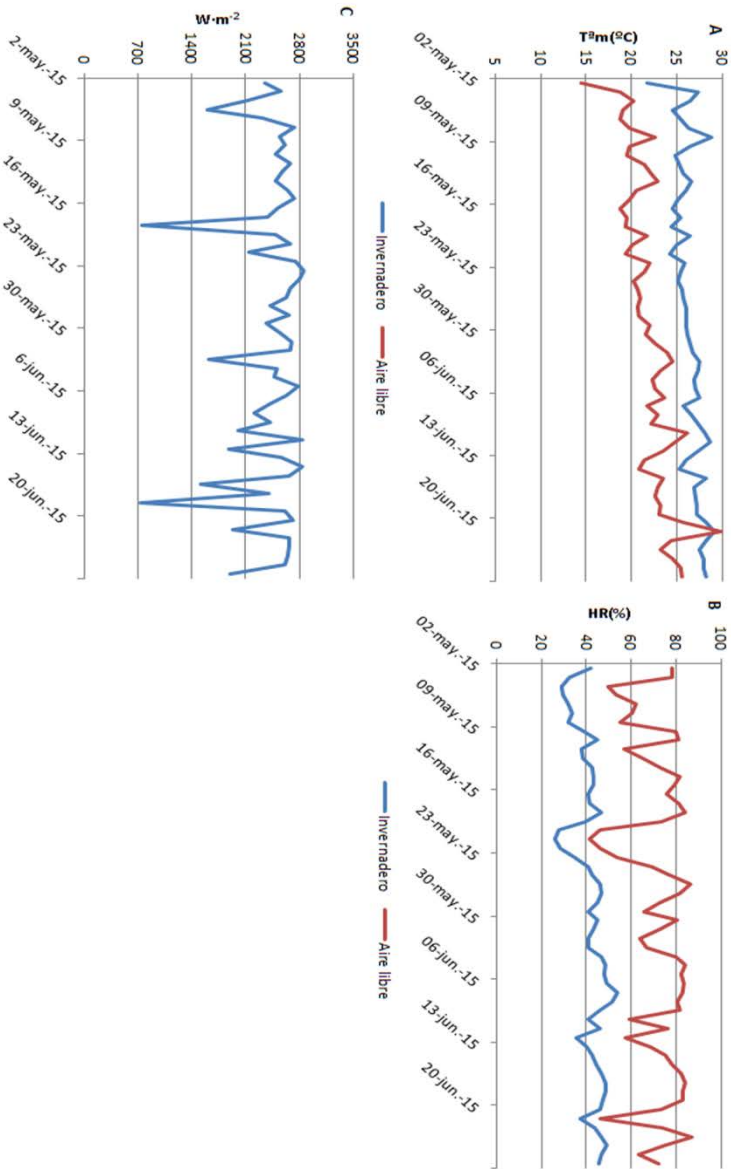 A
Tªm(ºC)
30
25
20
15
10
5
02-may.-15
09-may.-15
16-may.-15
23-may.-15
30-may.-15
06-jun.-15
13-jun.-15
20-jun.-15
Invernadero
Aire libre
B
HR(%)
100
80
60
40
20
0
02-may.-15
09-may.-15
16-may.-15
23-may.-15
30-may.-15
06-jun.-15
13-jun.-15
20-jun.-15
Invernadero
Aire libre
C
W·m-2
3500
2800
2100
1400
700
0
2-may.-15
9-may.-15
16-may.-15
23-may.-15
30-may.-15
6-jun.-15
13-jun.-15
20-jun.-15